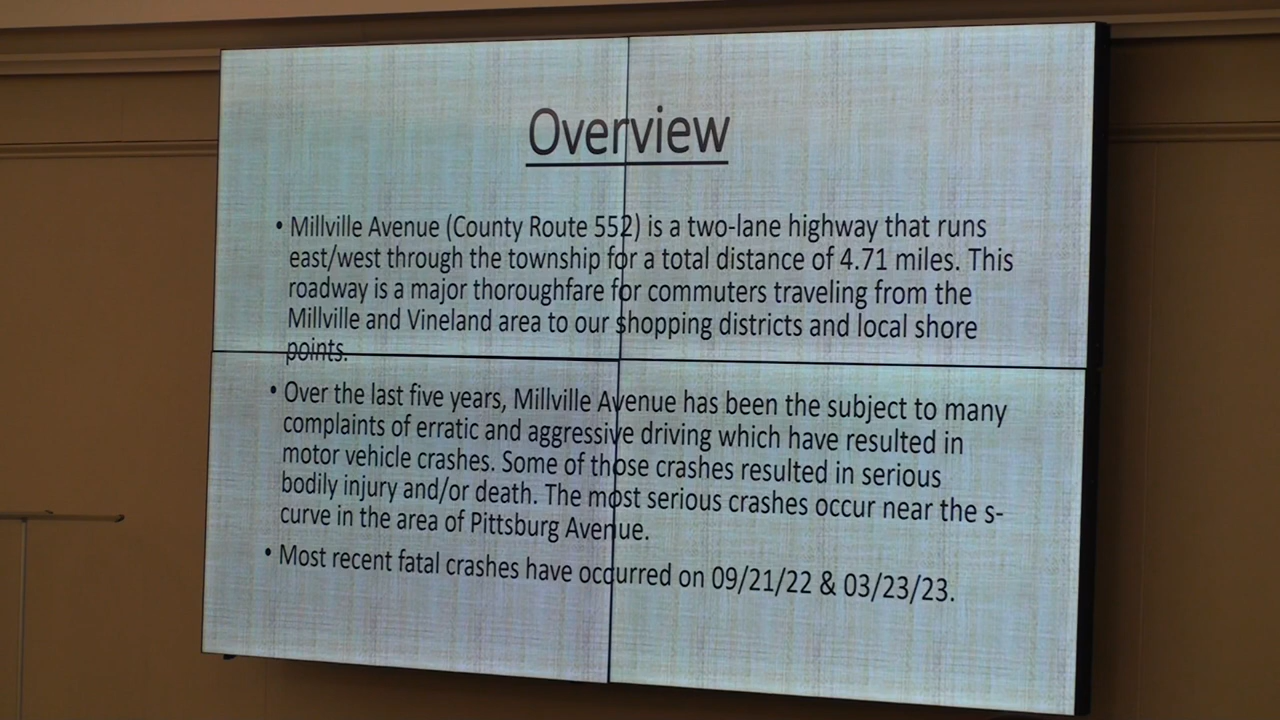 Overview
• Millville Avenue (County Route 552) is a two-lane highway that runs
east/west through the township for a total distance of 4.71 miles. This
roadway is a major thoroughfare for commuters traveling from the
Millville and Vineland area to our shopping districts and local shore
points.
• Over the last five years, Millville Avenue has been the subject to many
complaints of erratic and aggressive driving which have resulted in
motor vehicle crashes. Some of those crashes resulted in serious
bodily injury and/or death. The most serious crashes occur near the s-
curve in the area of Pittsburg Avenue.
• Most recent fatal crashes have occurred on 09/21/22 & 03/23/23.